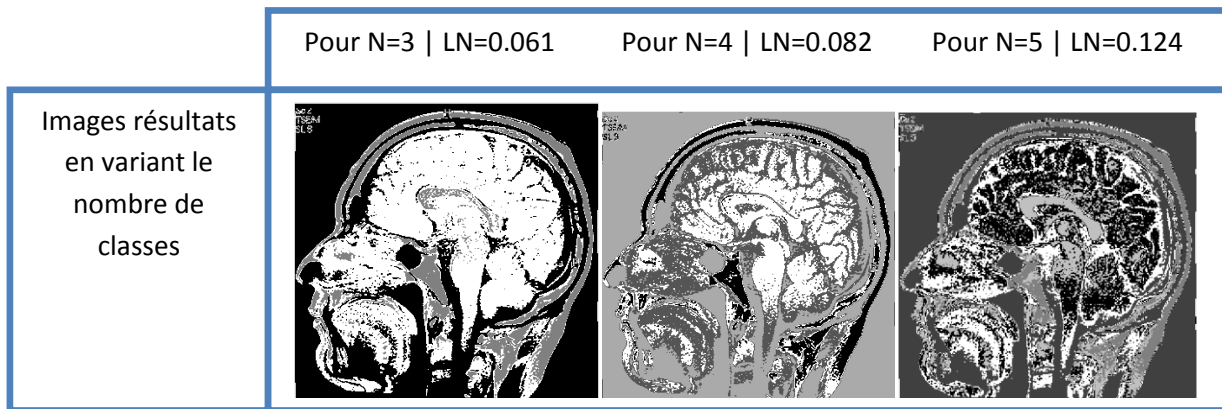 Pour N=3 | LN=0.061
Pour N=4 | LN=0.082
Pour N=5 | LN=0.124
Images résultats
en variant le
nombre de
classes